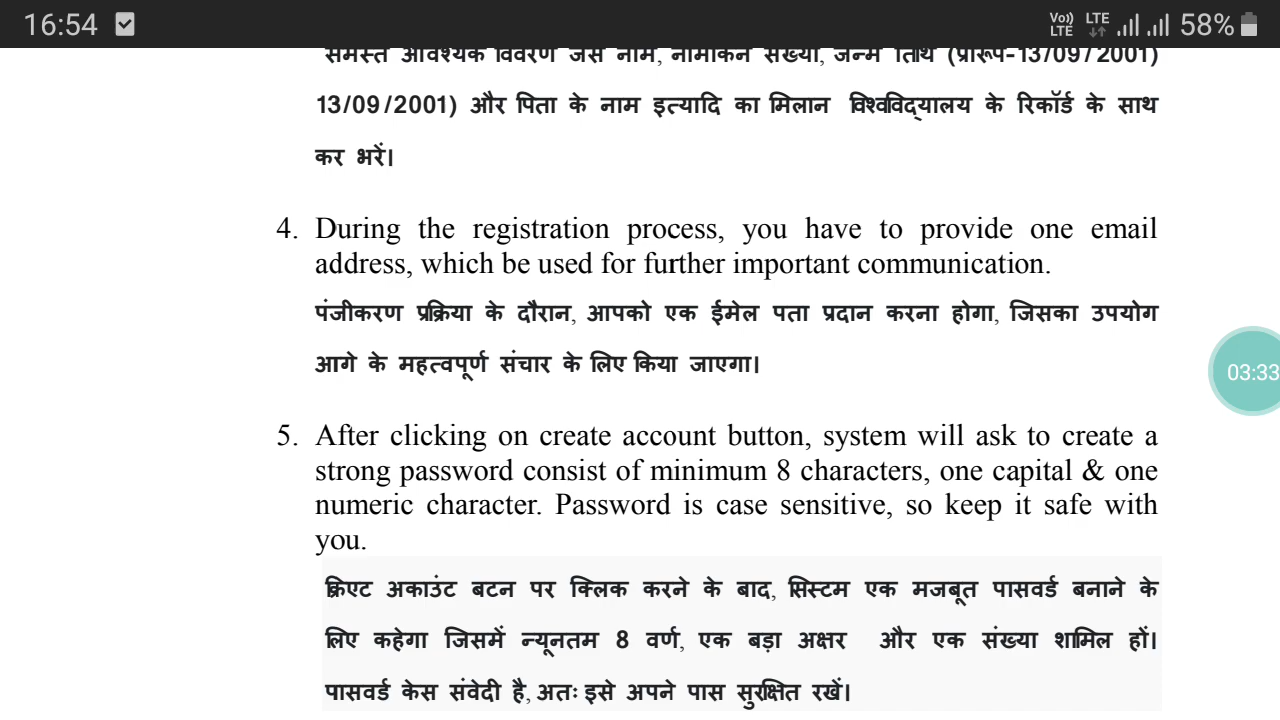 16:54 Vo)) LTE LTE 58%
समस्त आवश्यक विवरण जैसे नाम, नामांकन संख्या, जन्म तिथि (प्रारूप-13/09/2001)
13/09/2001) और पिता के नाम इत्यादि का मिलान विश्वविद्यालय के रिकॉर्ड के साथ
कर भरें।
4. During the registration process, you have to provide one email
address, which be used for further important communication.
पंजीकरण प्रक्रिया के दौरान, आपको एक ईमेल पता प्रदान करना होगा, जिसका उपयोग
आगे के महत्वपूर्ण संचार के लिए किया जाएगा।
03:33
5. After clicking on create account button, system will ask to create a
strong password consist of minimum 8 characters, one capital & one
numeric character. Password is case sensitive, so keep it safe with
you.
क्रिएट अकाउंट बटन पर क्लिक करने के बाद, सिस्टम एक मजबूत पासवर्ड बनाने के
लिए कहेगा जिसमें न्यूनतम 8 वर्ण, एक बड़ा अक्षर और एक संख्या शामिल हों।
पासवर्ड केस संवेदी है, अतः इसे अपने पास सुरक्षित रखें।